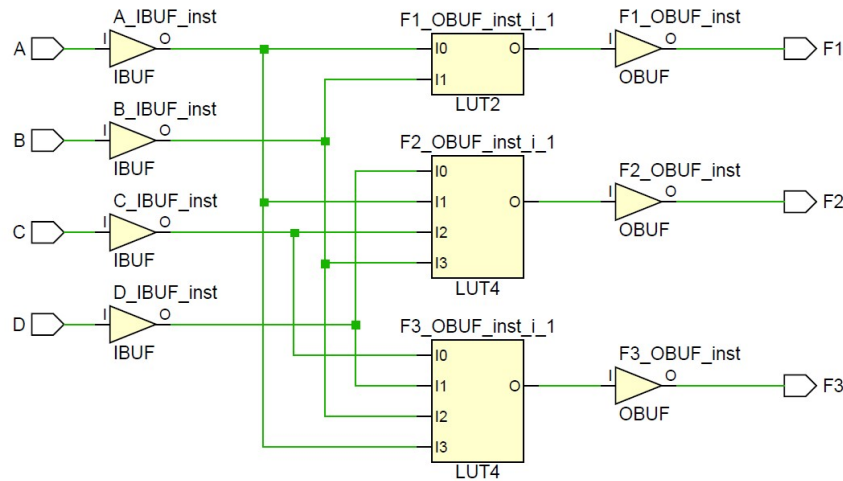 A_IBUF_inst
A
I
O
IBUF
B_IBUF_inst
B
I
O
IBUF
C_IBUF_inst
C
I
O
IBUF
D_IBUF_inst
D
I
O
IBUF
F1_OBUF_inst_i_1
I0
I1
O
LUT2
F2_OBUF_inst_i_1
I0
I1
I2
I3
O
LUT4
F3_OBUF_inst_i_1
I0
I1
I2
I3
O
LUT4
F1_OBUF_inst
I
O
OBUF
F1
F2_OBUF_inst
I
O
OBUF
F2
F3_OBUF_inst
I
O
OBUF
F3